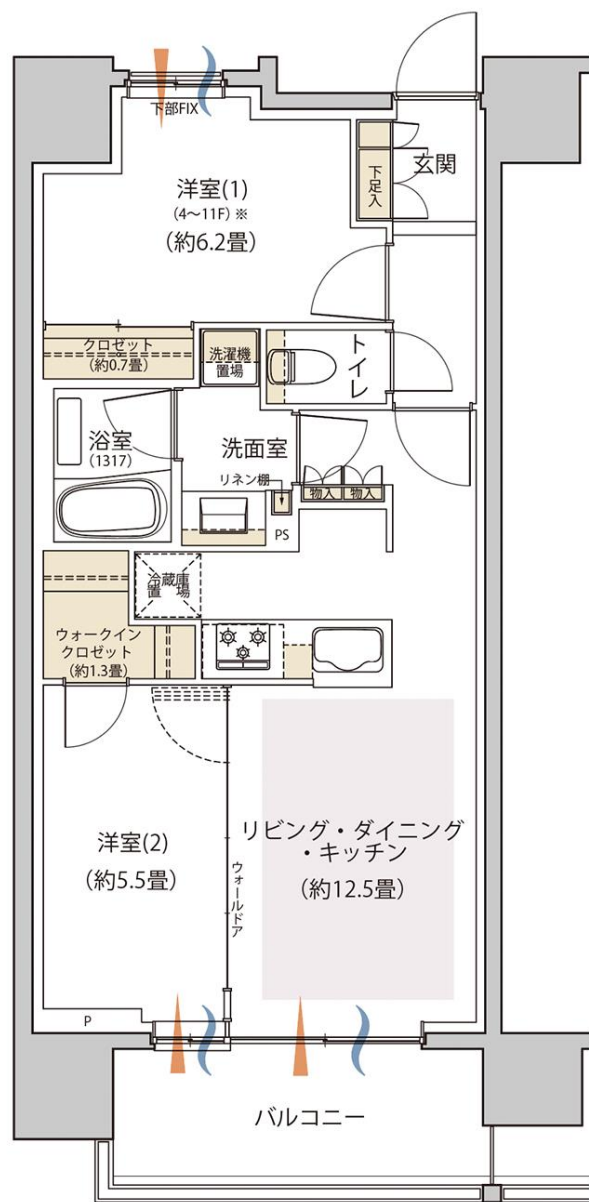 下部FIX
洋室(1)
(4〜11F)※
(約6.2畳)
下足入
玄関
クロゼット
(約0.7畳)
洗濯機
置場
トイレ
浴室
(1317)
洗面室
リネン棚
物入
物入
PS
冷蔵庫
置場
ウォークイン
クロゼット
(約1.3畳)
洋室(2)
(約5.5畳)
ウォールドア
リビング・ダイニング
・キッチン
(約12.5畳)
P
バルコニー